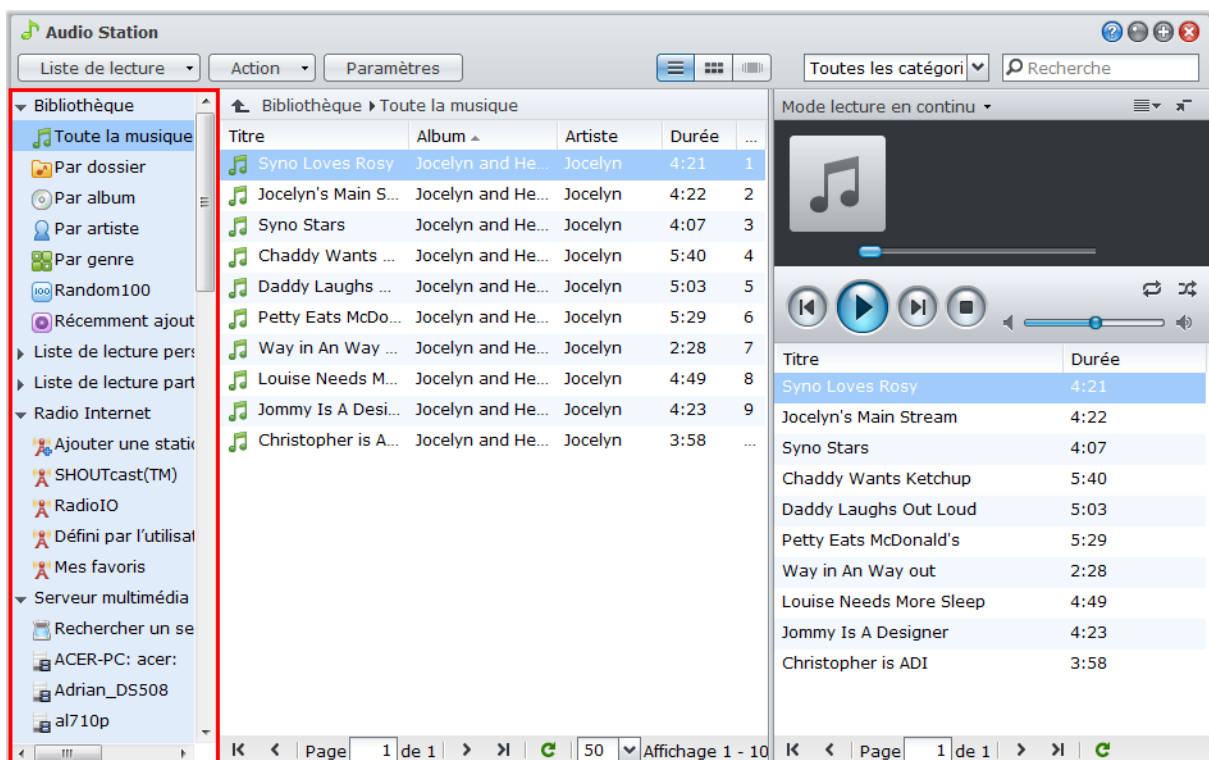 Audio Station
Liste de lecture Action Paramètres Toutes les catégori Recherche
Bibliothèque
Toute la musique
Par dossier
Par album
Par artiste
Par genre
100 Random100
Récemment ajout
Liste de lecture pers
Liste de lecture part
Radio Internet
Ajouter une statio
SHOUTcast(TM)
RadioIO
Défini par l'utilisat
Mes favoris
Serveur multimédia
Rechercher un se
ACER-PC: acer:
Adrian_DS508
al710p
Bibliothèque Toute la musique
Titre Album Artiste Durée ...
Syno Loves Rosy Jocelyn and He... Jocelyn 4:21 1
Jocelyn's Main S... Jocelyn and He... Jocelyn 4:22 2
Syno Stars Jocelyn and He... Jocelyn 4:07 3
Chaddy Wants ... Jocelyn and He... Jocelyn 5:40 4
Daddy Laughs ... Jocelyn and He... Jocelyn 5:03 5
Petty Eats McDo... Jocelyn and He... Jocelyn 5:29 6
Way in An Way ... Jocelyn and He... Jocelyn 2:28 7
Louise Needs M... Jocelyn and He... Jocelyn 4:49 8
Jommy Is A Desi... Jocelyn and He... Jocelyn 4:23 9
Christopher is A... Jocelyn and He... Jocelyn 3:58 ...
Page 1 de 1 50 Affichage 1 - 10
Mode lecture en continu
Titre Durée
Syno Loves Rosy 4:21
Jocelyn's Main Stream 4:22
Syno Stars 4:07
Chaddy Wants Ketchup 5:40
Daddy Laughs Out Loud 5:03
Petty Eats McDonald's 5:29
Way in An Way out 2:28
Louise Needs More Sleep 4:49
Jommy Is A Designer 4:23
Christopher is ADI 3:58
Page 1 de 1